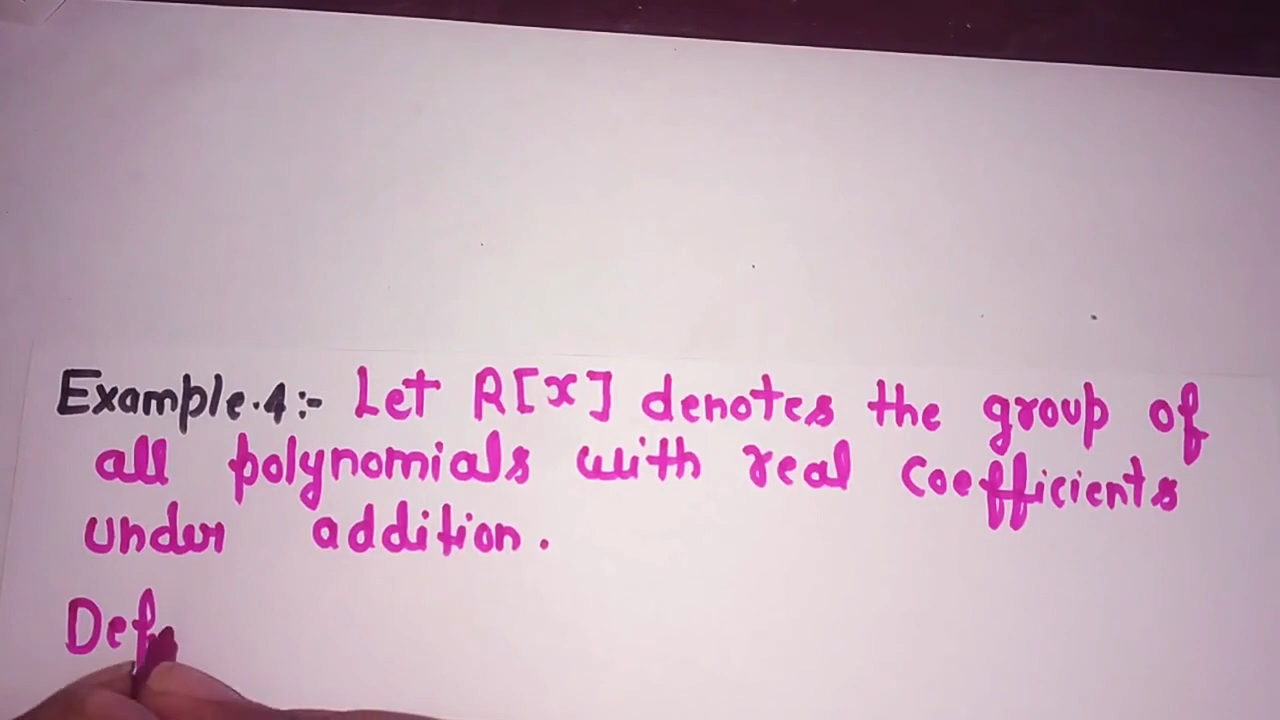 Example.4:- Let R[x] denotes the group of
all polynomials with real coefficients
under addition.
Def